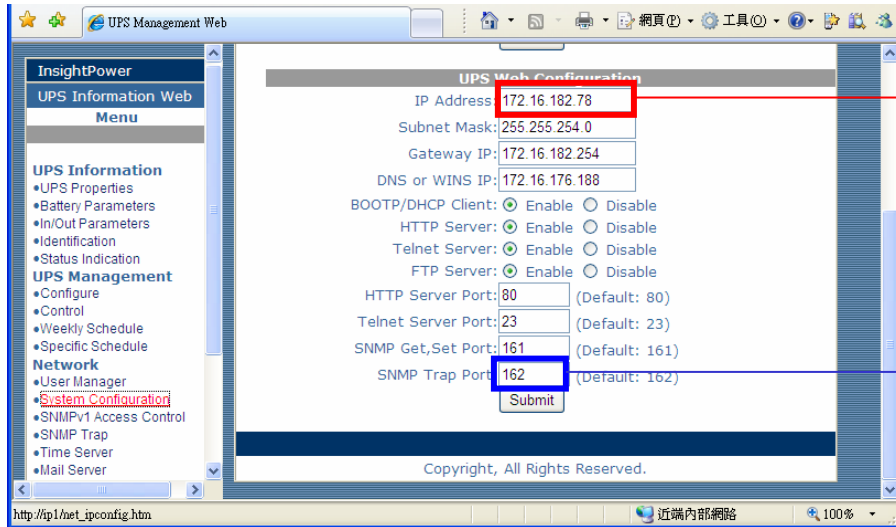 UPS Management Web
網頁(P)
工具(O)
InsightPower
UPS Information Web
Menu
UPS Information
•UPS Properties
•Battery Parameters
•In/Out Parameters
•Identification
•Status Indication
UPS Management
•Configure
•Control
•Weekly Schedule
•Specific Schedule
Network
•User Manager
•System Configuration
•SNMPv1 Access Control
•SNMP Trap
•Time Server
•Mail Server
UPS Web Configuration
IP Address: 172.16.182.78
Subnet Mask: 255.255.254.0
Gateway IP: 172.16.182.254
DNS or WINS IP: 172.16.176.188
BOOTP/DHCP Client: Enable Disable
HTTP Server: Enable Disable
Telnet Server: Enable Disable
FTP Server: Enable Disable
HTTP Server Port: 80 (Default: 80)
Telnet Server Port: 23 (Default: 23)
SNMP Get,Set Port: 161 (Default: 161)
SNMP Trap Port 162 (Default: 162)
Submit
Copyright, All Rights Reserved.
http://ip1/net_ipconfig.htm
近端內部網路
100%